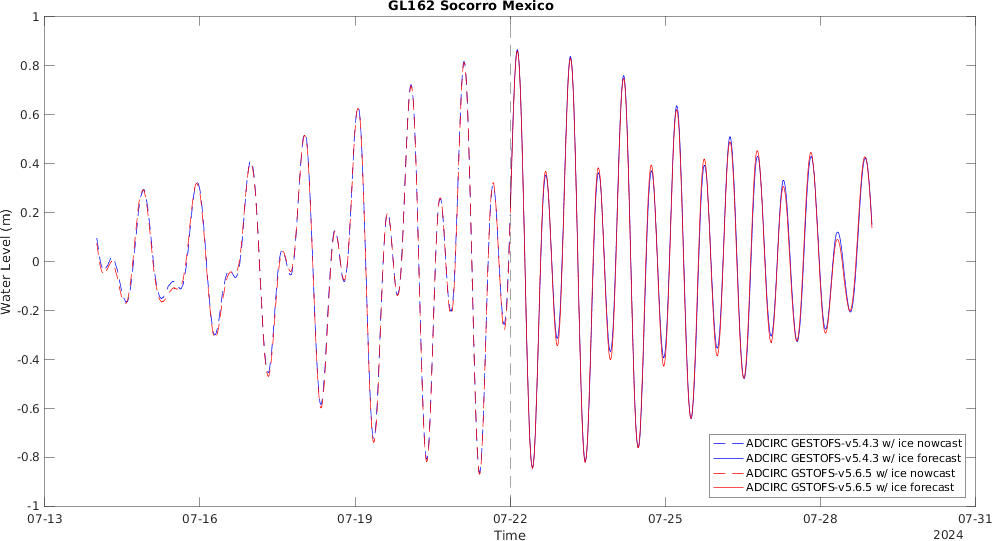 GL162 Socorro Mexico
1
0.8
0.6
0.4
0.2
0
-0.2
-0.4
-0.6
-0.8
-1
Water Level (m)
07-13 07-16 07-19 07-22 07-25 07-28 07-31
Time
2024
ADCIRC GESTOFS-v5.4.3 w/ ice nowcast
ADCIRC GESTOFS-v5.4.3 w/ ice forecast
ADCIRC GSTOFS-v5.6.5 w/ ice nowcast
ADCIRC GSTOFS-v5.6.5 w/ ice forecast